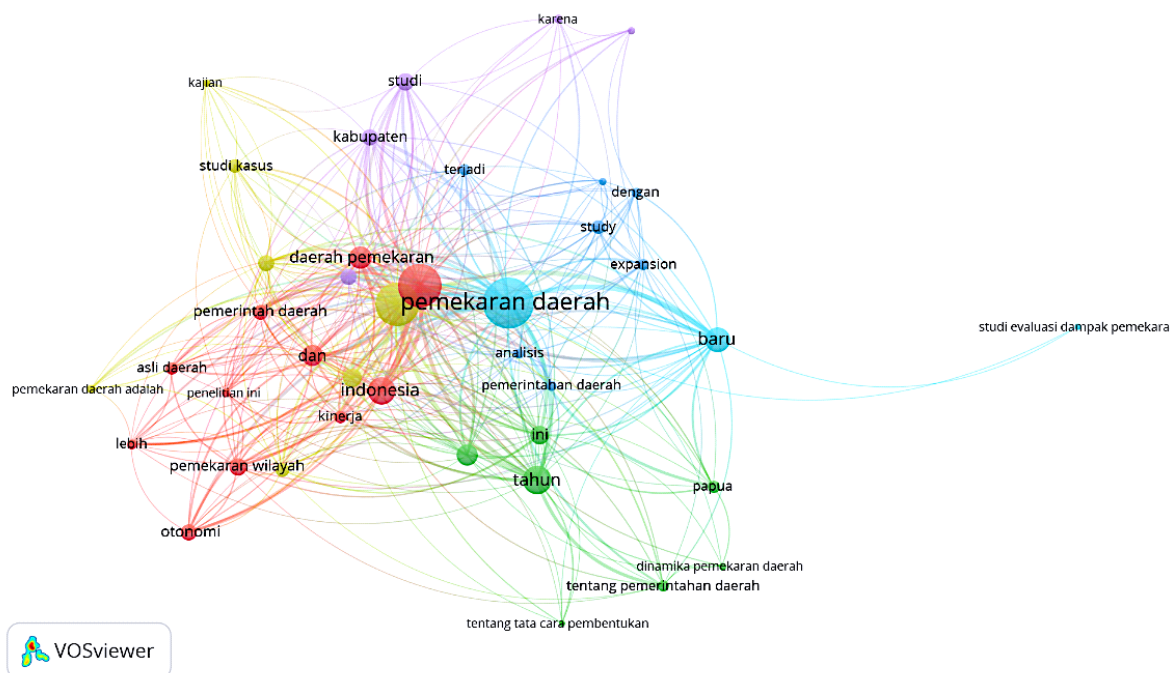 karena
kajian
studi
kabupaten
studi kasus
terjadi
dengan
study
daerah pemekaran
expansion
pemekaran daerah
pemerintah daerah
studi evaluasi dampak pemekara
baru
dan
analisis
asli daerah
pemekaran daerah adalah
penelitian ini
indonesia
pemerintahan daerah
kinerja
lebih
ini
pemekaran wilayah
tahun
papua
otonomi
dinamika pemekaran daerah
tentang pemerintahan daerah
tentang tata cara pembentukan
VOSviewer